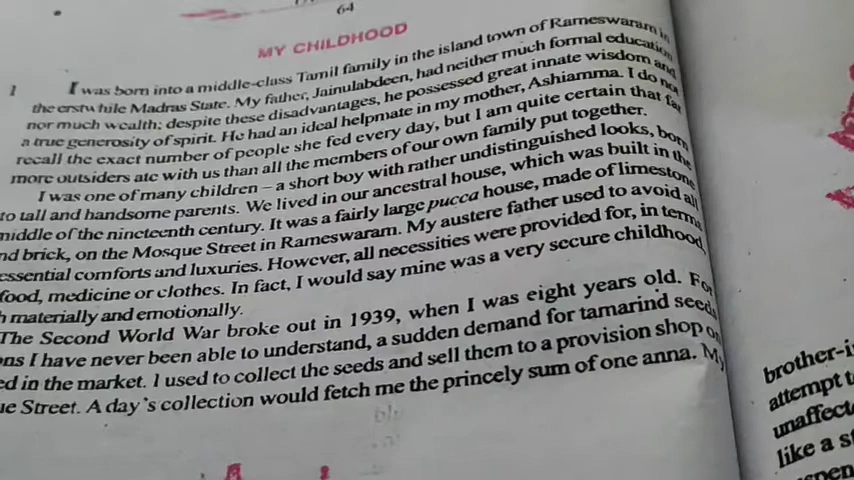 64
MY CHILDHOOD
1 I was born into a middle-class Tamil family in the island town of Rameswaram in
the erstwhile Madras State. My father, Jainulabdeen, had neither much formal education
nor much wealth; despite these disadvantages, he possessed great innate wisdom and
a true generosity of spirit. He had an ideal helpmate in my mother, Ashiamma. I do not
recall the exact number of people she fed every day, but I am quite certain that far
more outsiders ate with us than all the members of our own family put together.
I was one of many children – a short boy with rather undistinguished looks, born
to tall and handsome parents. We lived in our ancestral house, which was built in the
middle of the nineteenth century. It was a fairly large pucca house, made of limestone
nd brick, on the Mosque Street in Rameswaram. My austere father used to avoid all
essential comforts and luxuries. However, all necessities were provided for, in terms
food, medicine or clothes. In fact, I would say mine was a very secure childhood,
h materially and emotionally.
The Second World War broke out in 1939, when I was eight years old. For
ons I have never been able to understand, a sudden demand for tamarind seeds
ed in the market. I used to collect the seeds and sell them to a provision shop on
ue Street. A day's collection would fetch me the princely sum of one anna. My
brother-i
attempt t
unaffect
like a s